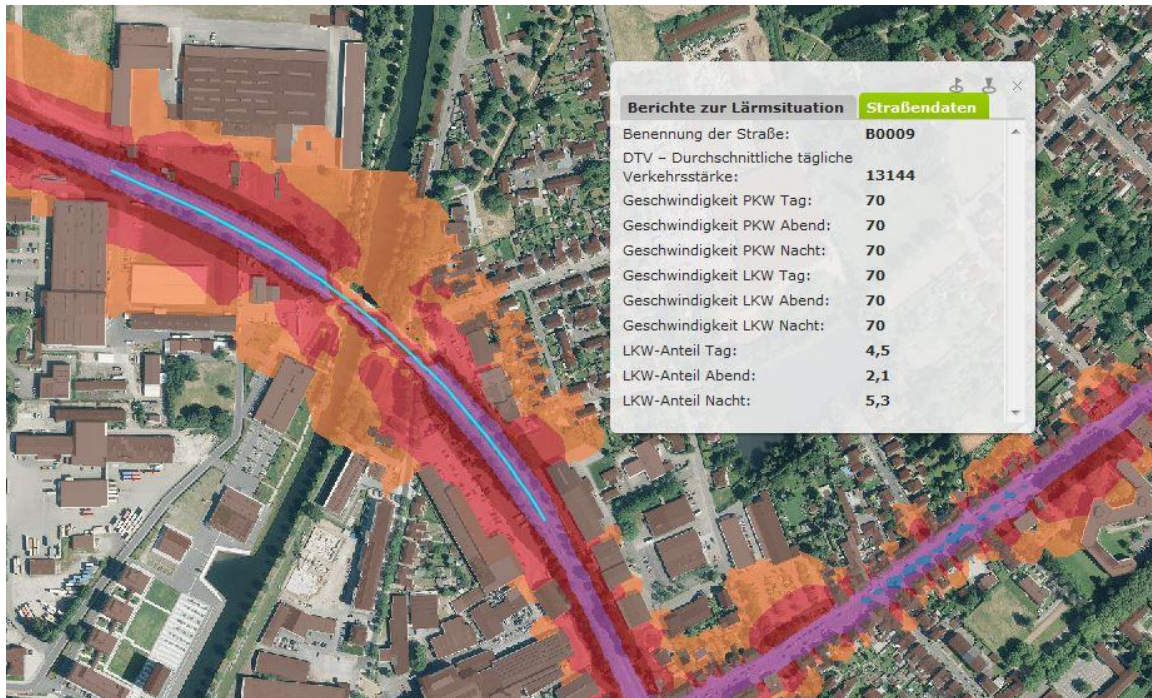 Berichte zur Lärmsituation Straßendaten
Benennung der Straße: B0009
DTV – Durchschnittliche tägliche
Verkehrsstärke: 13144
Geschwindigkeit PKW Tag: 70
Geschwindigkeit PKW Abend: 70
Geschwindigkeit PKW Nacht: 70
Geschwindigkeit LKW Tag: 70
Geschwindigkeit LKW Abend: 70
Geschwindigkeit LKW Nacht: 70
LKW-Anteil Tag: 4,5
LKW-Anteil Abend: 2,1
LKW-Anteil Nacht: 5,3